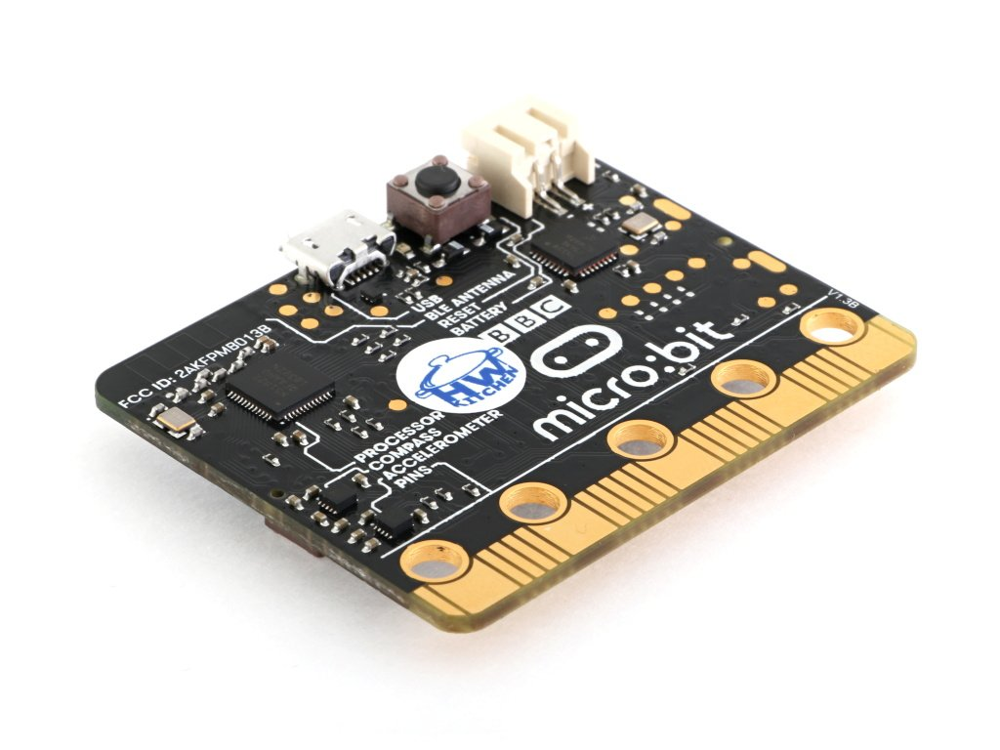 USB
BLE ANTENNA
RESET
BATTERY
BBC
micro:bit
HW
KITCHEN
PROCESSOR
COMPASS
ACCELEROMETER
PINS
FCC ID: 2AKFPMB013B
V1.3B
+